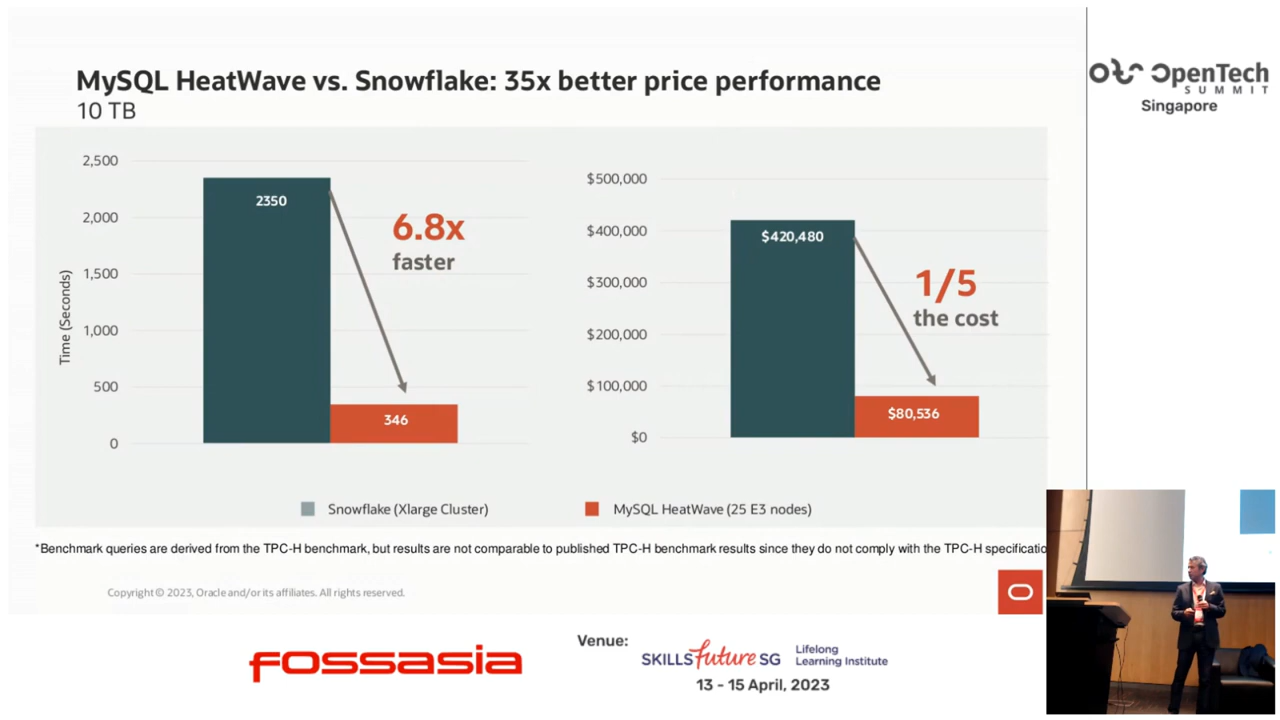 MySQL HeatWave vs. Snowflake: 35x better price performance
10 TB
OpenTech
SUMMIT
Singapore
Time (Seconds)
2,500
2,000
1,500
1,000
500
0
2350
346
6.8x
faster
$500,000
$400,000
$300,000
$200,000
$100,000
$0
$420,480
$80,536
1/5
the cost
Snowflake (Xlarge Cluster)
MySQL HeatWave (25 E3 nodes)
*Benchmark queries are derived from the TPC-H benchmark, but results are not comparable to published TPC-H benchmark results since they do not comply with the TPC-H specificatio
Copyright © 2023, Oracle and/or its affiliates. All rights reserved.
fossasia
Venue:
SKILLSfuture SG
Lifelong
Learning Institute
13 - 15 April, 2023